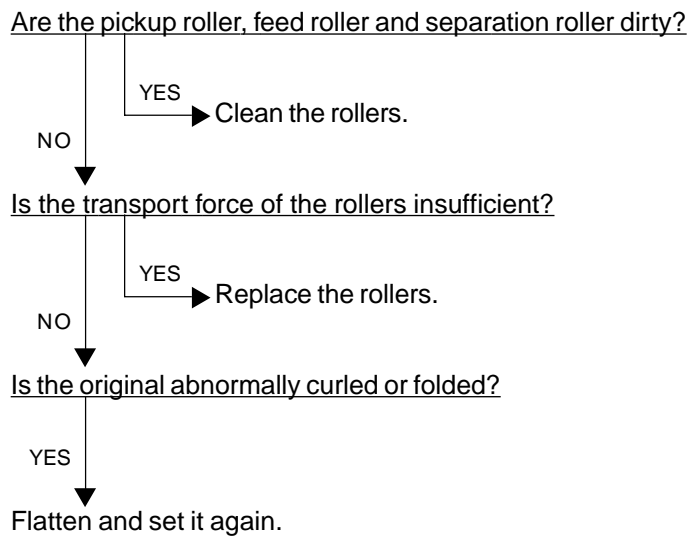 Are the pickup roller, feed roller and separation roller dirty?
YES
Clean the rollers.
NO
Is the transport force of the rollers insufficient?
YES
Replace the rollers.
NO
Is the original abnormally curled or folded?
YES
Flatten and set it again.